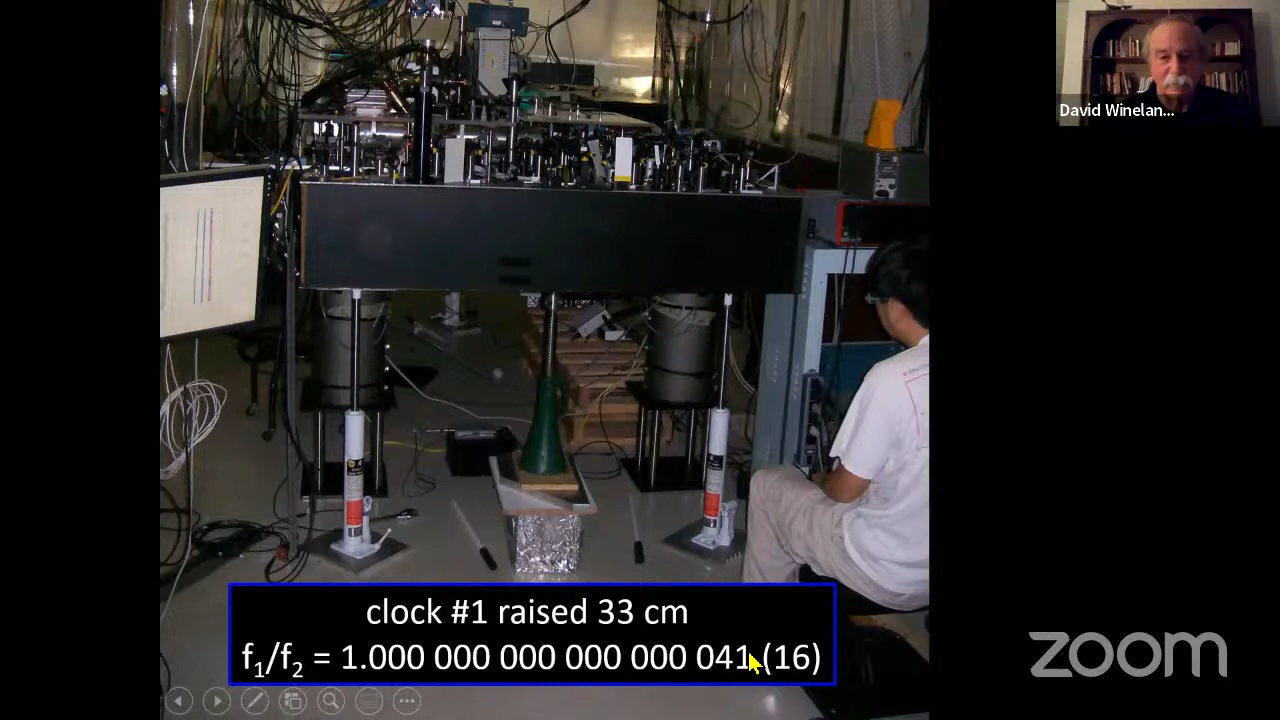 David Winelan...
clock #1 raised 33 cm
f₁/f₂ = 1.000 000 000 000 000 041 (16)
zoom